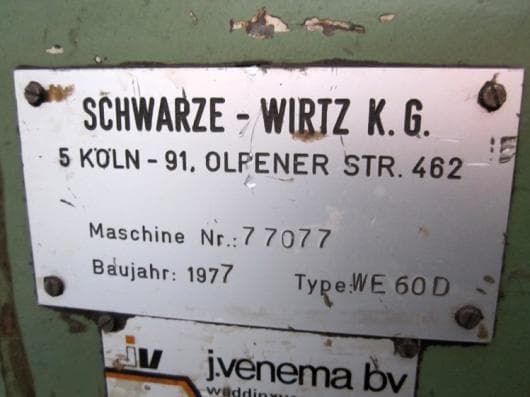 SCHWARZE - WIRTZ K. G.
5 KÖLN - 91. OLPENER STR. 462
Maschine Nr.: 77077
Baujahr: 1977 Type: WE 60 D
jv j.venema bv